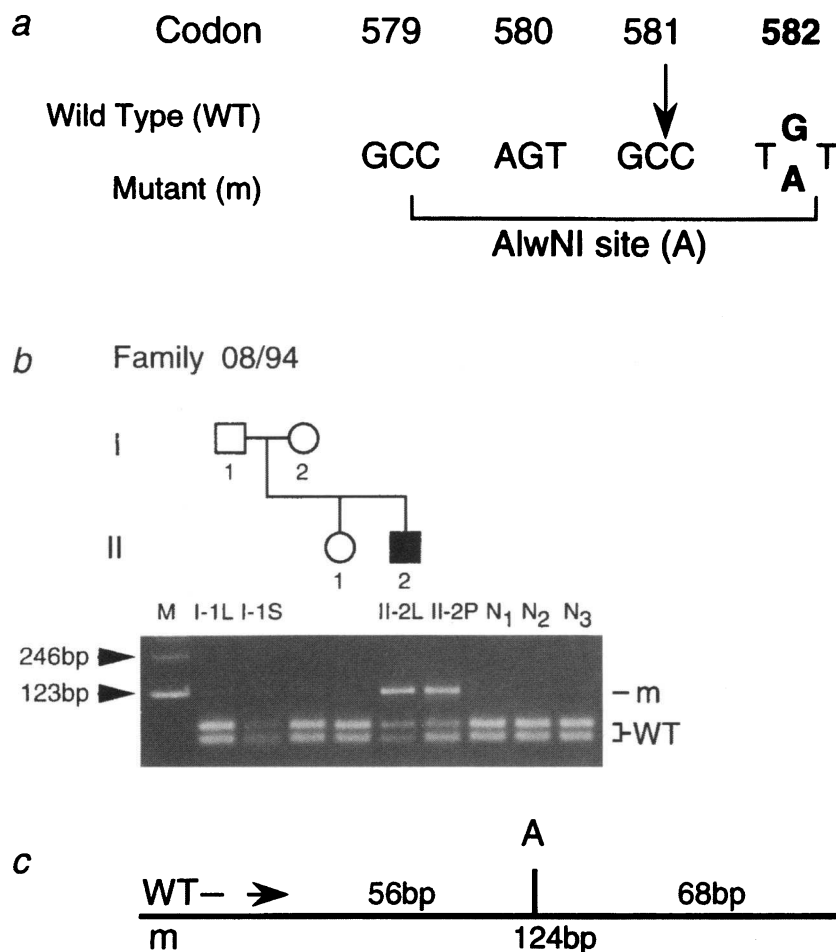 a
Codon 579 580 581 582
Wild Type (WT)
GCC AGT GCC T G/A T
Mutant (m)
AlwNI site (A)
b Family 08/94
I
1 2
II
1 2
M I-1L I-1S II-2L II-2P N1 N2 N3
246bp
123bp
m
WT
c
A
WT 56bp 68bp
m 124bp